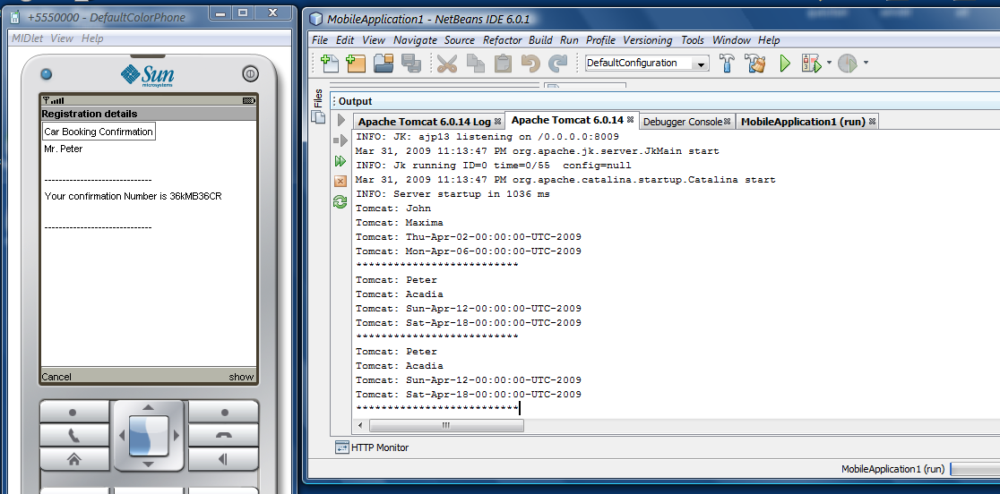 +5550000 - DefaultColorPhone
MIDlet View Help
Sun
microsystems
Registration details
Car Booking Confirmation
Mr. Peter
-----------------------------
Your confirmation Number is 36kMB36CR
-----------------------------
Cancel show
MobileApplication1 - NetBeans IDE 6.0.1
File Edit View Navigate Source Refactor Build Run Profile Versioning Tools Window Help
DefaultConfiguration
Files
Output
Apache Tomcat 6.0.14 Log Apache Tomcat 6.0.14 Debugger Console MobileApplication1 (run)
INFO: JK: ajp13 listening on /0.0.0.0:8009
Mar 31, 2009 11:13:47 PM org.apache.jk.server.JkMain start
INFO: Jk running ID=0 time=0/55 config=null
Mar 31, 2009 11:13:47 PM org.apache.catalina.startup.Catalina start
INFO: Server startup in 1036 ms
Tomcat: John
Tomcat: Maxima
Tomcat: Thu-Apr-02-00:00:00-UTC-2009
Tomcat: Mon-Apr-06-00:00:00-UTC-2009
**************************
Tomcat: Peter
Tomcat: Acadia
Tomcat: Sun-Apr-12-00:00:00-UTC-2009
Tomcat: Sat-Apr-18-00:00:00-UTC-2009
**************************
Tomcat: Peter
Tomcat: Acadia
Tomcat: Sun-Apr-12-00:00:00-UTC-2009
Tomcat: Sat-Apr-18-00:00:00-UTC-2009
**************************
HTTP Monitor
MobileApplication1 (run)